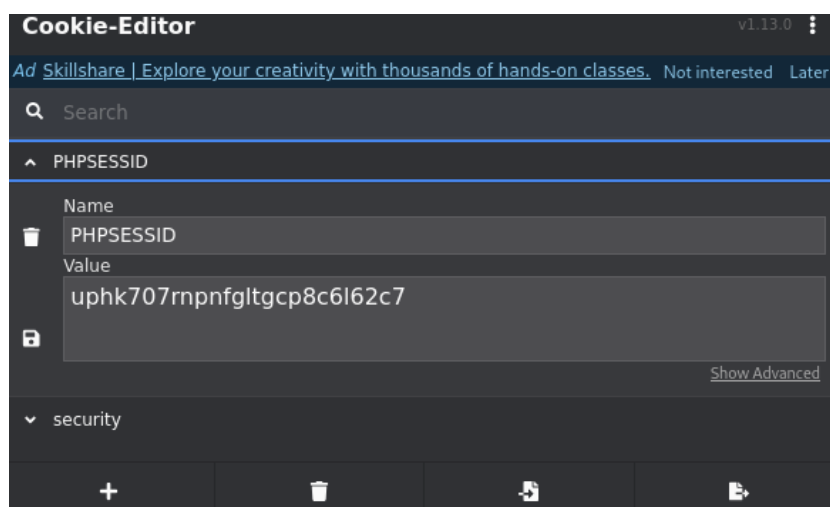 Cookie-Editor v1.13.0
Ad Skillshare | Explore your creativity with thousands of hands-on classes. Not interested Later
Search
PHPSESSID
Name
PHPSESSID
Value
uphk707rnpnfgltgcp8c6l62c7
Show Advanced
security